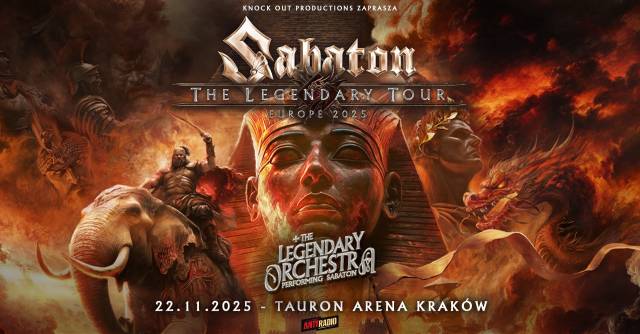 KNOCK OUT PRODUCTIONS ZAPRASZA
SABATON
THE LEGENDARY TOUR
EUROPE 2025
+ THE
LEGENDARY
ORCHESTRA
PERFORMING SABATON
22.11.2025 - TAURON ARENA KRAKÓW
ANTYRADIO